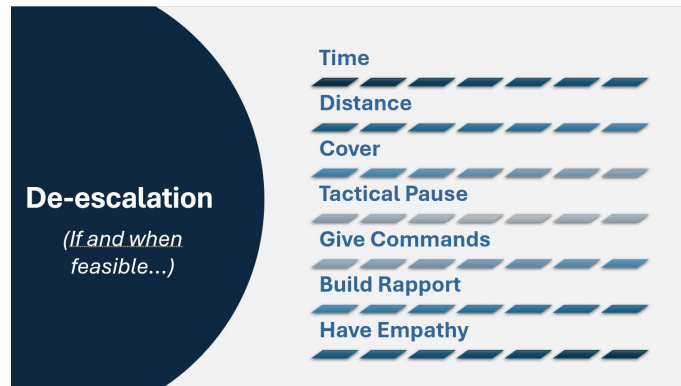 De-escalation
(If and when
feasible...)
Time
Distance
Cover
Tactical Pause
Give Commands
Build Rapport
Have Empathy